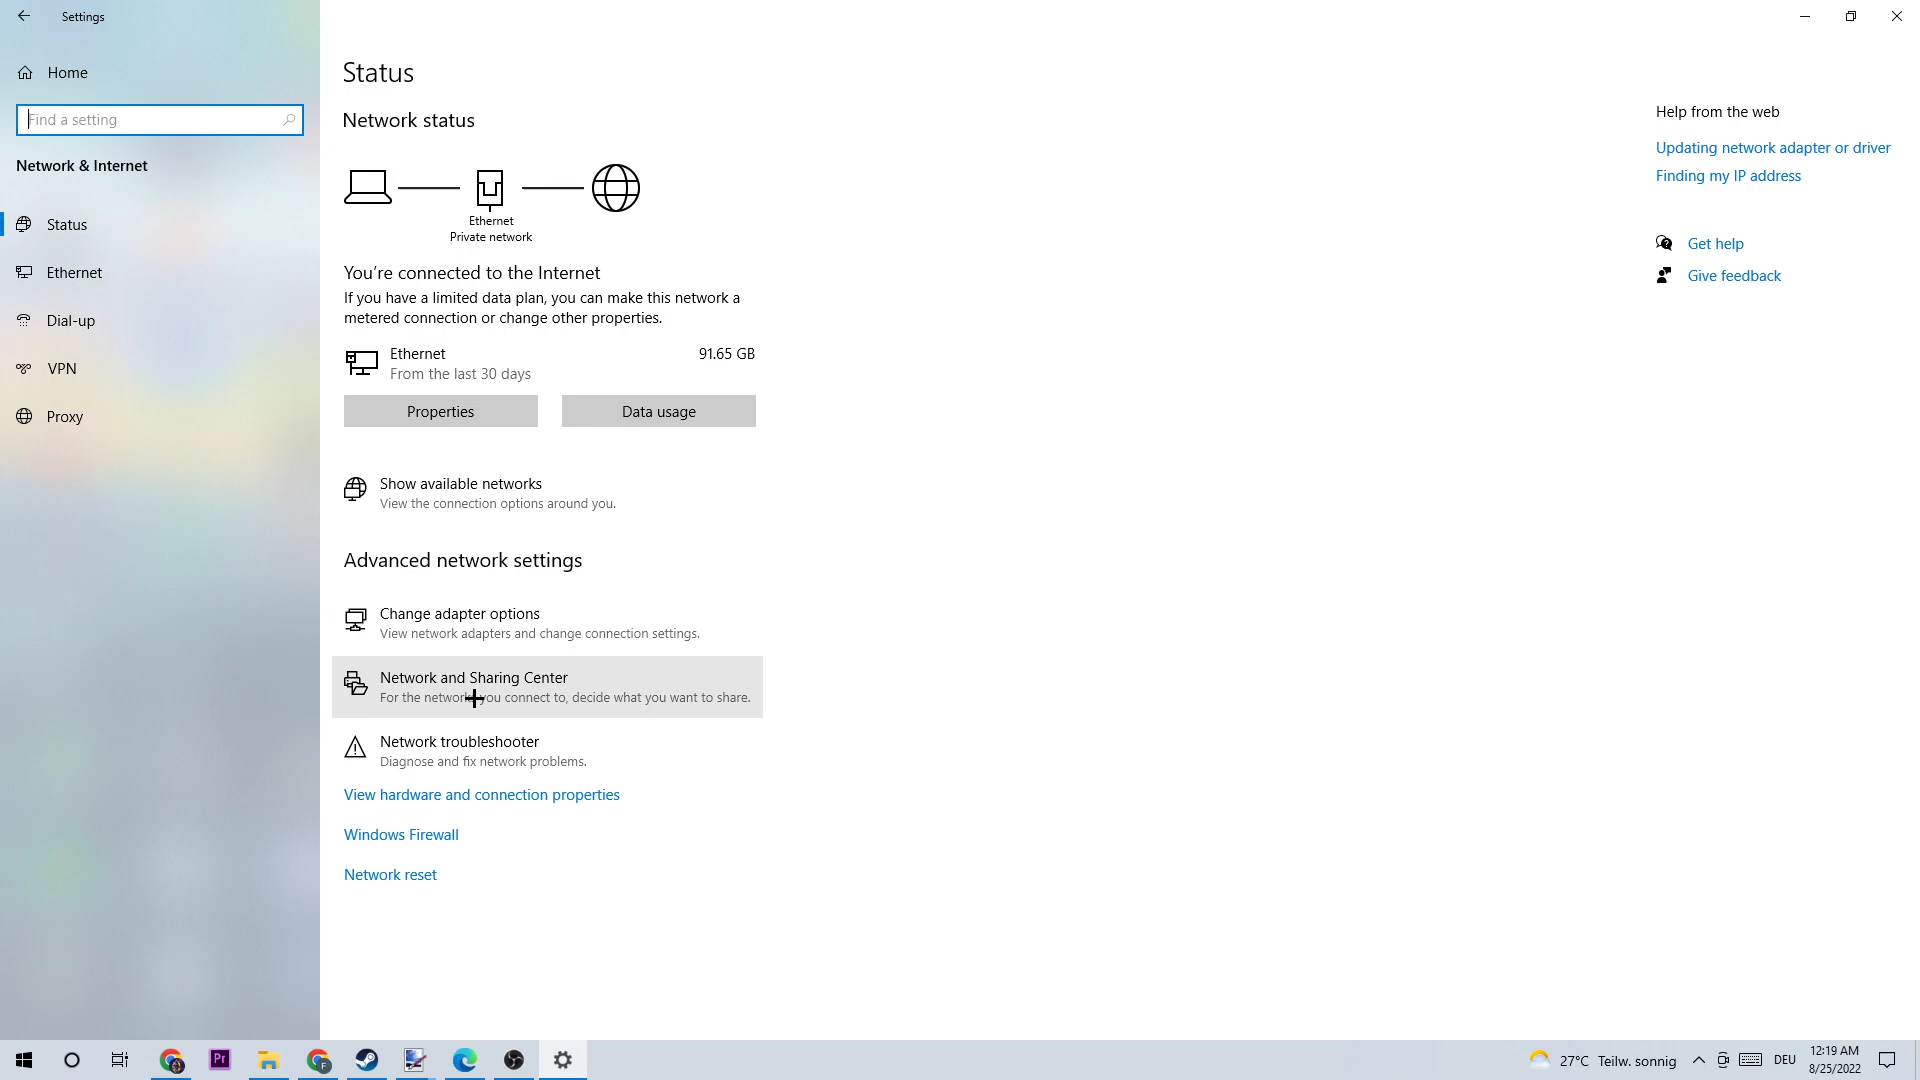 Settings
Home
Find a setting
Network & Internet
Status
Ethernet
Dial-up
VPN
Proxy
Status
Network status
Ethernet
Private network
You're connected to the Internet
If you have a limited data plan, you can make this network a
metered connection or change other properties.
Ethernet 91.65 GB
From the last 30 days
Properties Data usage
Show available networks
View the connection options around you.
Advanced network settings
Change adapter options
View network adapters and change connection settings.
Network and Sharing Center
For the networks you connect to, decide what you want to share.
Network troubleshooter
Diagnose and fix network problems.
View hardware and connection properties
Windows Firewall
Network reset
Help from the web
Updating network adapter or driver
Finding my IP address
Get help
Give feedback
Pr
F
27°C Teilw. sonnig
DEU
12:19 AM
8/25/2022